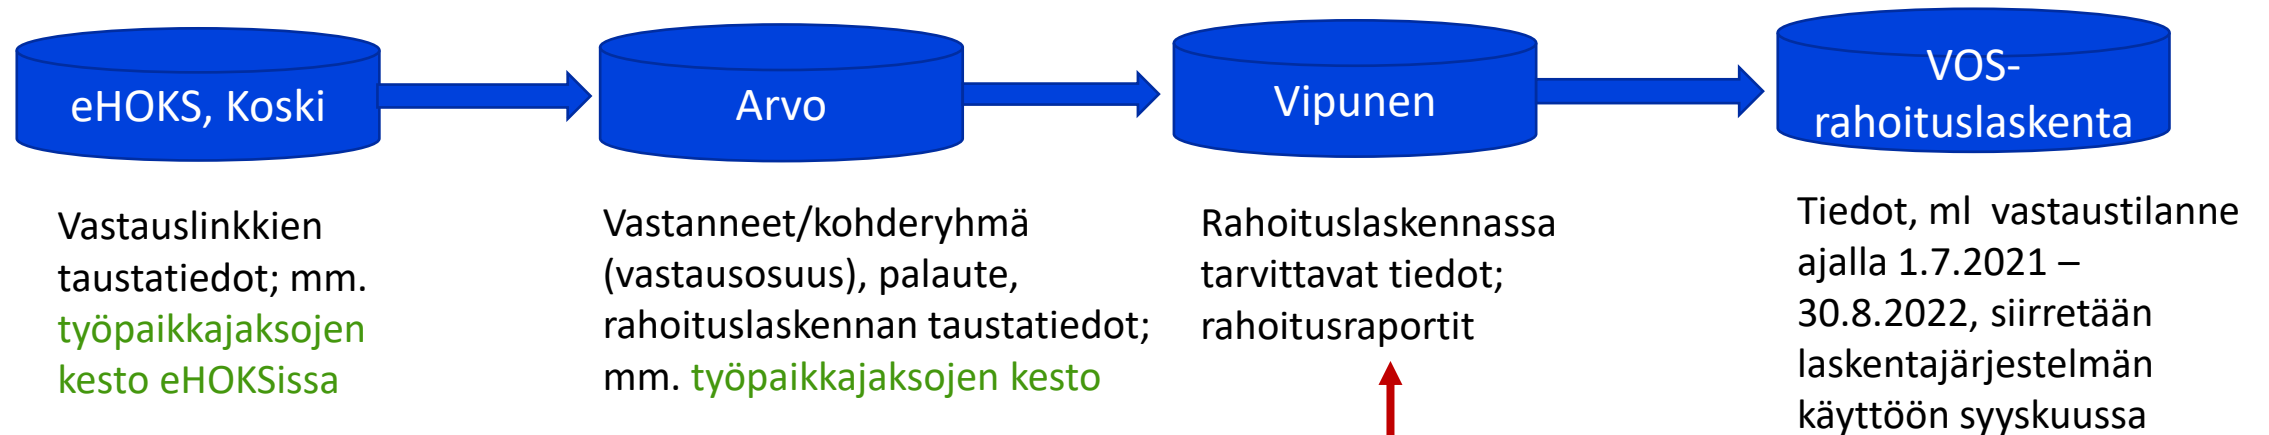 eHOKS, Koski
Arvo
Vipunen
VOS-
rahoituslaskenta
Vastauslinkkien
taustatiedot; mm.
työpaikkajaksojen
kesto eHOKSissa
Vastanneet/kohderyhmä
(vastausosuus), palaute,
rahoituslaskennan taustatiedot;
mm. työpaikkajaksojen kesto
Rahoituslaskennassa
tarvittavat tiedot;
rahoitusraportit
Tiedot, ml  vastaustilanne
ajalla 1.7.2021 –
30.8.2022, siirretään
laskentajärjestelmän
käyttöön syyskuussa